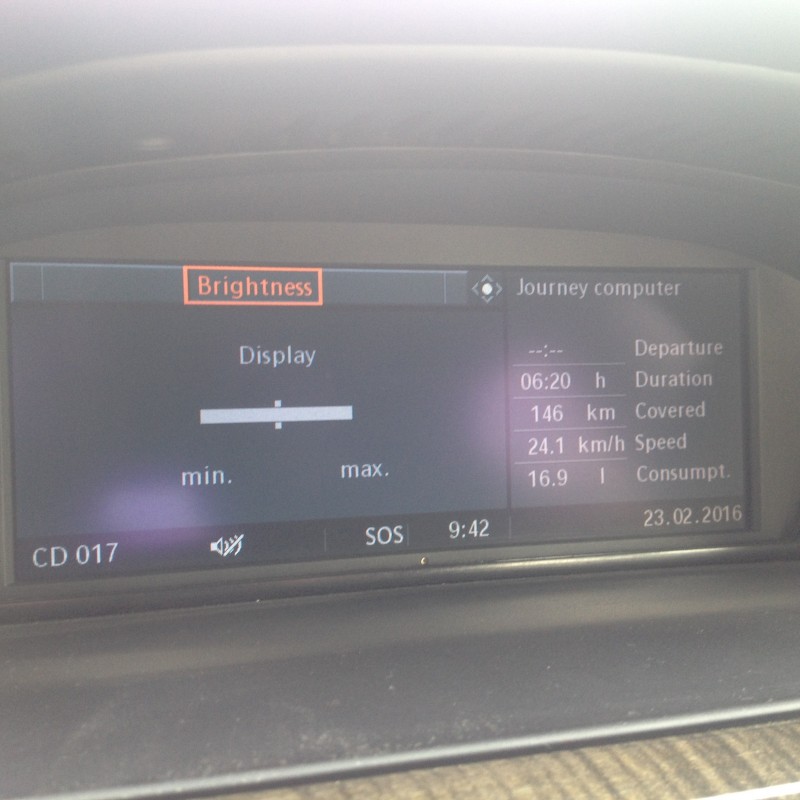 Brightness
Display
min. max.
CD 017 SOS 9:42
Journey computer
--:-- Departure
06:20 h Duration
146 km Covered
24.1 km/h Speed
16.9 l Consumpt.
23.02.2016